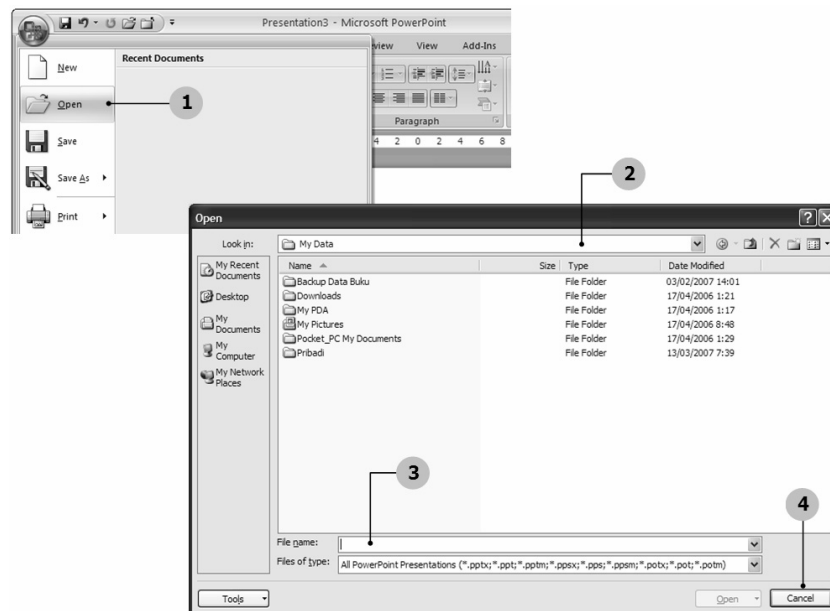 Presentation3 - Microsoft PowerPoint
New
Recent Documents
view View Add-Ins
Open
1
Save
Paragraph
4 2 0 2 4 6 8
Save As
2
Print
Open
Look in: My Data
My Recent Documents
Desktop
My Documents
My Computer
My Network Places
Name Size Type Date Modified
Backup Data Buku File Folder 03/02/2007 14:01
Downloads File Folder 17/04/2006 1:21
My PDA File Folder 17/04/2006 1:17
My Pictures File Folder 17/04/2006 8:48
Pocket_PC My Documents File Folder 17/04/2006 1:29
Pribadi File Folder 13/03/2007 7:39
3
4
File name:
Files of type: All PowerPoint Presentations (*.pptx;*.ppt;*.pptm;*.ppsx;*.pps;*.ppsm;*.potx;*.pot;*.potm)
Tools Open Cancel